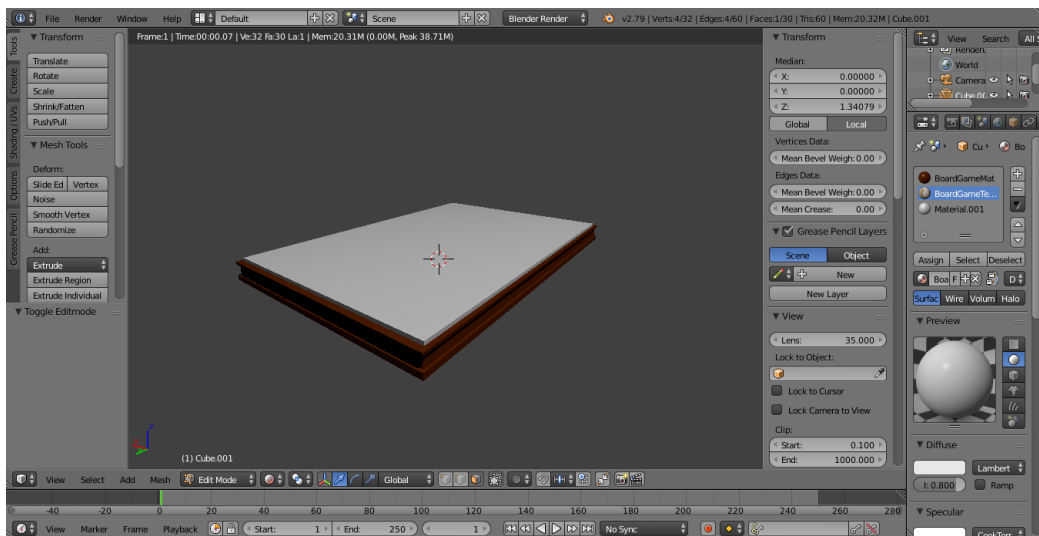 File Render Window Help Default Scene Blender Render v2.79 | Verts:4/32 | Edges:4/60 | Faces:1/30 | Tris:60 | Mem:20.32M | Cube.001
Frame:1 | Time:00:00.07 | Ve:32 Fa:30 La:1 | Mem:20.31M (0.00M, Peak 38.71M)
Tools
Create
Shading / UVs
Options
Grease Pencil
Transform
Translate
Rotate
Scale
Shrink/Fatten
Push/Pull
Mesh Tools
Deform:
Slide Ed Vertex
Noise
Smooth Vertex
Randomize
Add:
Extrude
Extrude Region
Extrude Individual
Toggle Editmode
z
(1) Cube.001
Transform
Median:
X: 0.00000
Y: 0.00000
Z: 1.34079
Global Local
Vertices Data:
Mean Bevel Weigh: 0.00
Edges Data:
Mean Bevel Weigh: 0.00
Mean Crease: 0.00
Grease Pencil Layers
Scene Object
New
New Layer
View
Lens: 35.000
Lock to Object:
Lock to Cursor
Lock Camera to View
Clip:
Start: 0.100
End: 1000.000
View Search All S
World
Camera
Cu Bo
BoardGameMat
BoardGameTe...
Material.001
Assign Select Deselect
Boa F D
Surfac Wire Volum Halo
Preview
Diffuse
Lambert
I: 0.800 Ramp
Specular
View Select Add Mesh Edit Mode Global
-40 -20 0 20 40 60 80 100 120 140 160 180 200 220 240 260 280
View Marker Frame Playback Start: 1 End: 250 1 No Sync